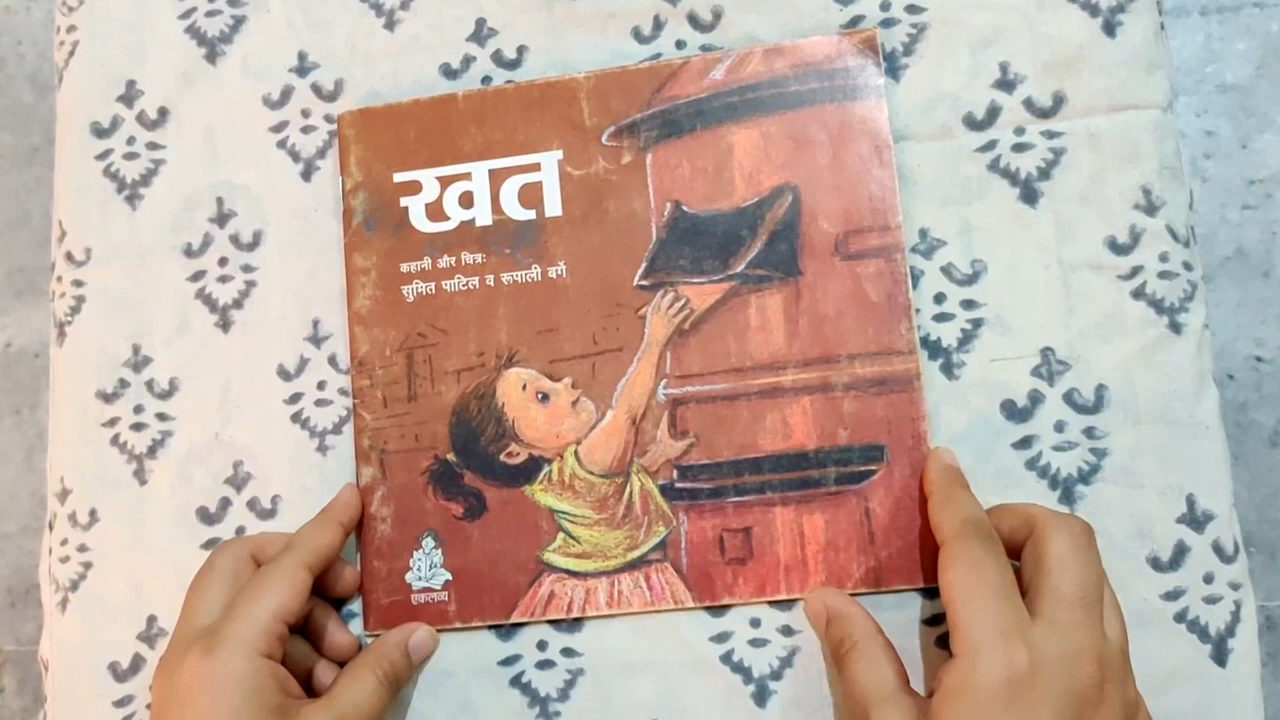 खत
कहानी और चित्र:
सुमित पाटिल व रूपाली बर्गे
एकलव्य